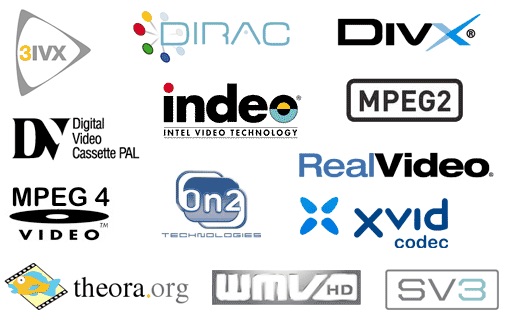 3IVX
DIRAC
DIVX®
indeo®
INTEL VIDEO TECHNOLOGY
MPEG2
DV Digital
Video
Cassette PAL
RealVideo®
MPEG 4
VIDEO™
On2
TECHNOLOGIES
xvid
codec
theora.org
WMV HD
SV3